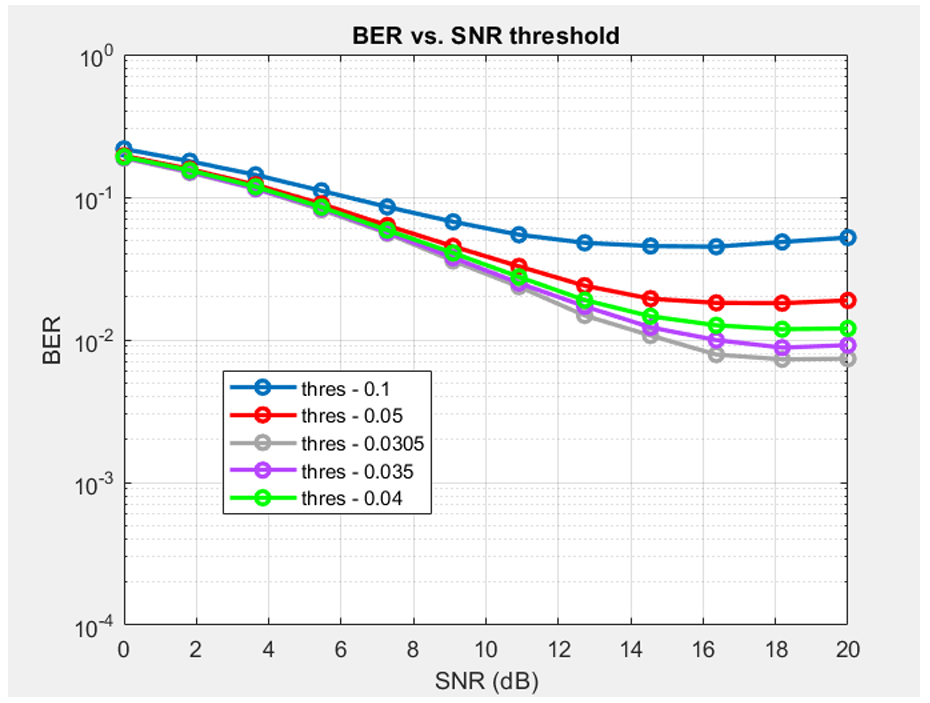 BER vs. SNR threshold
10^0
10^-1
10^-2
10^-3
10^-4
BER
thres - 0.1
thres - 0.05
thres - 0.0305
thres - 0.035
thres - 0.04
0 2 4 6 8 10 12 14 16 18 20
SNR (dB)